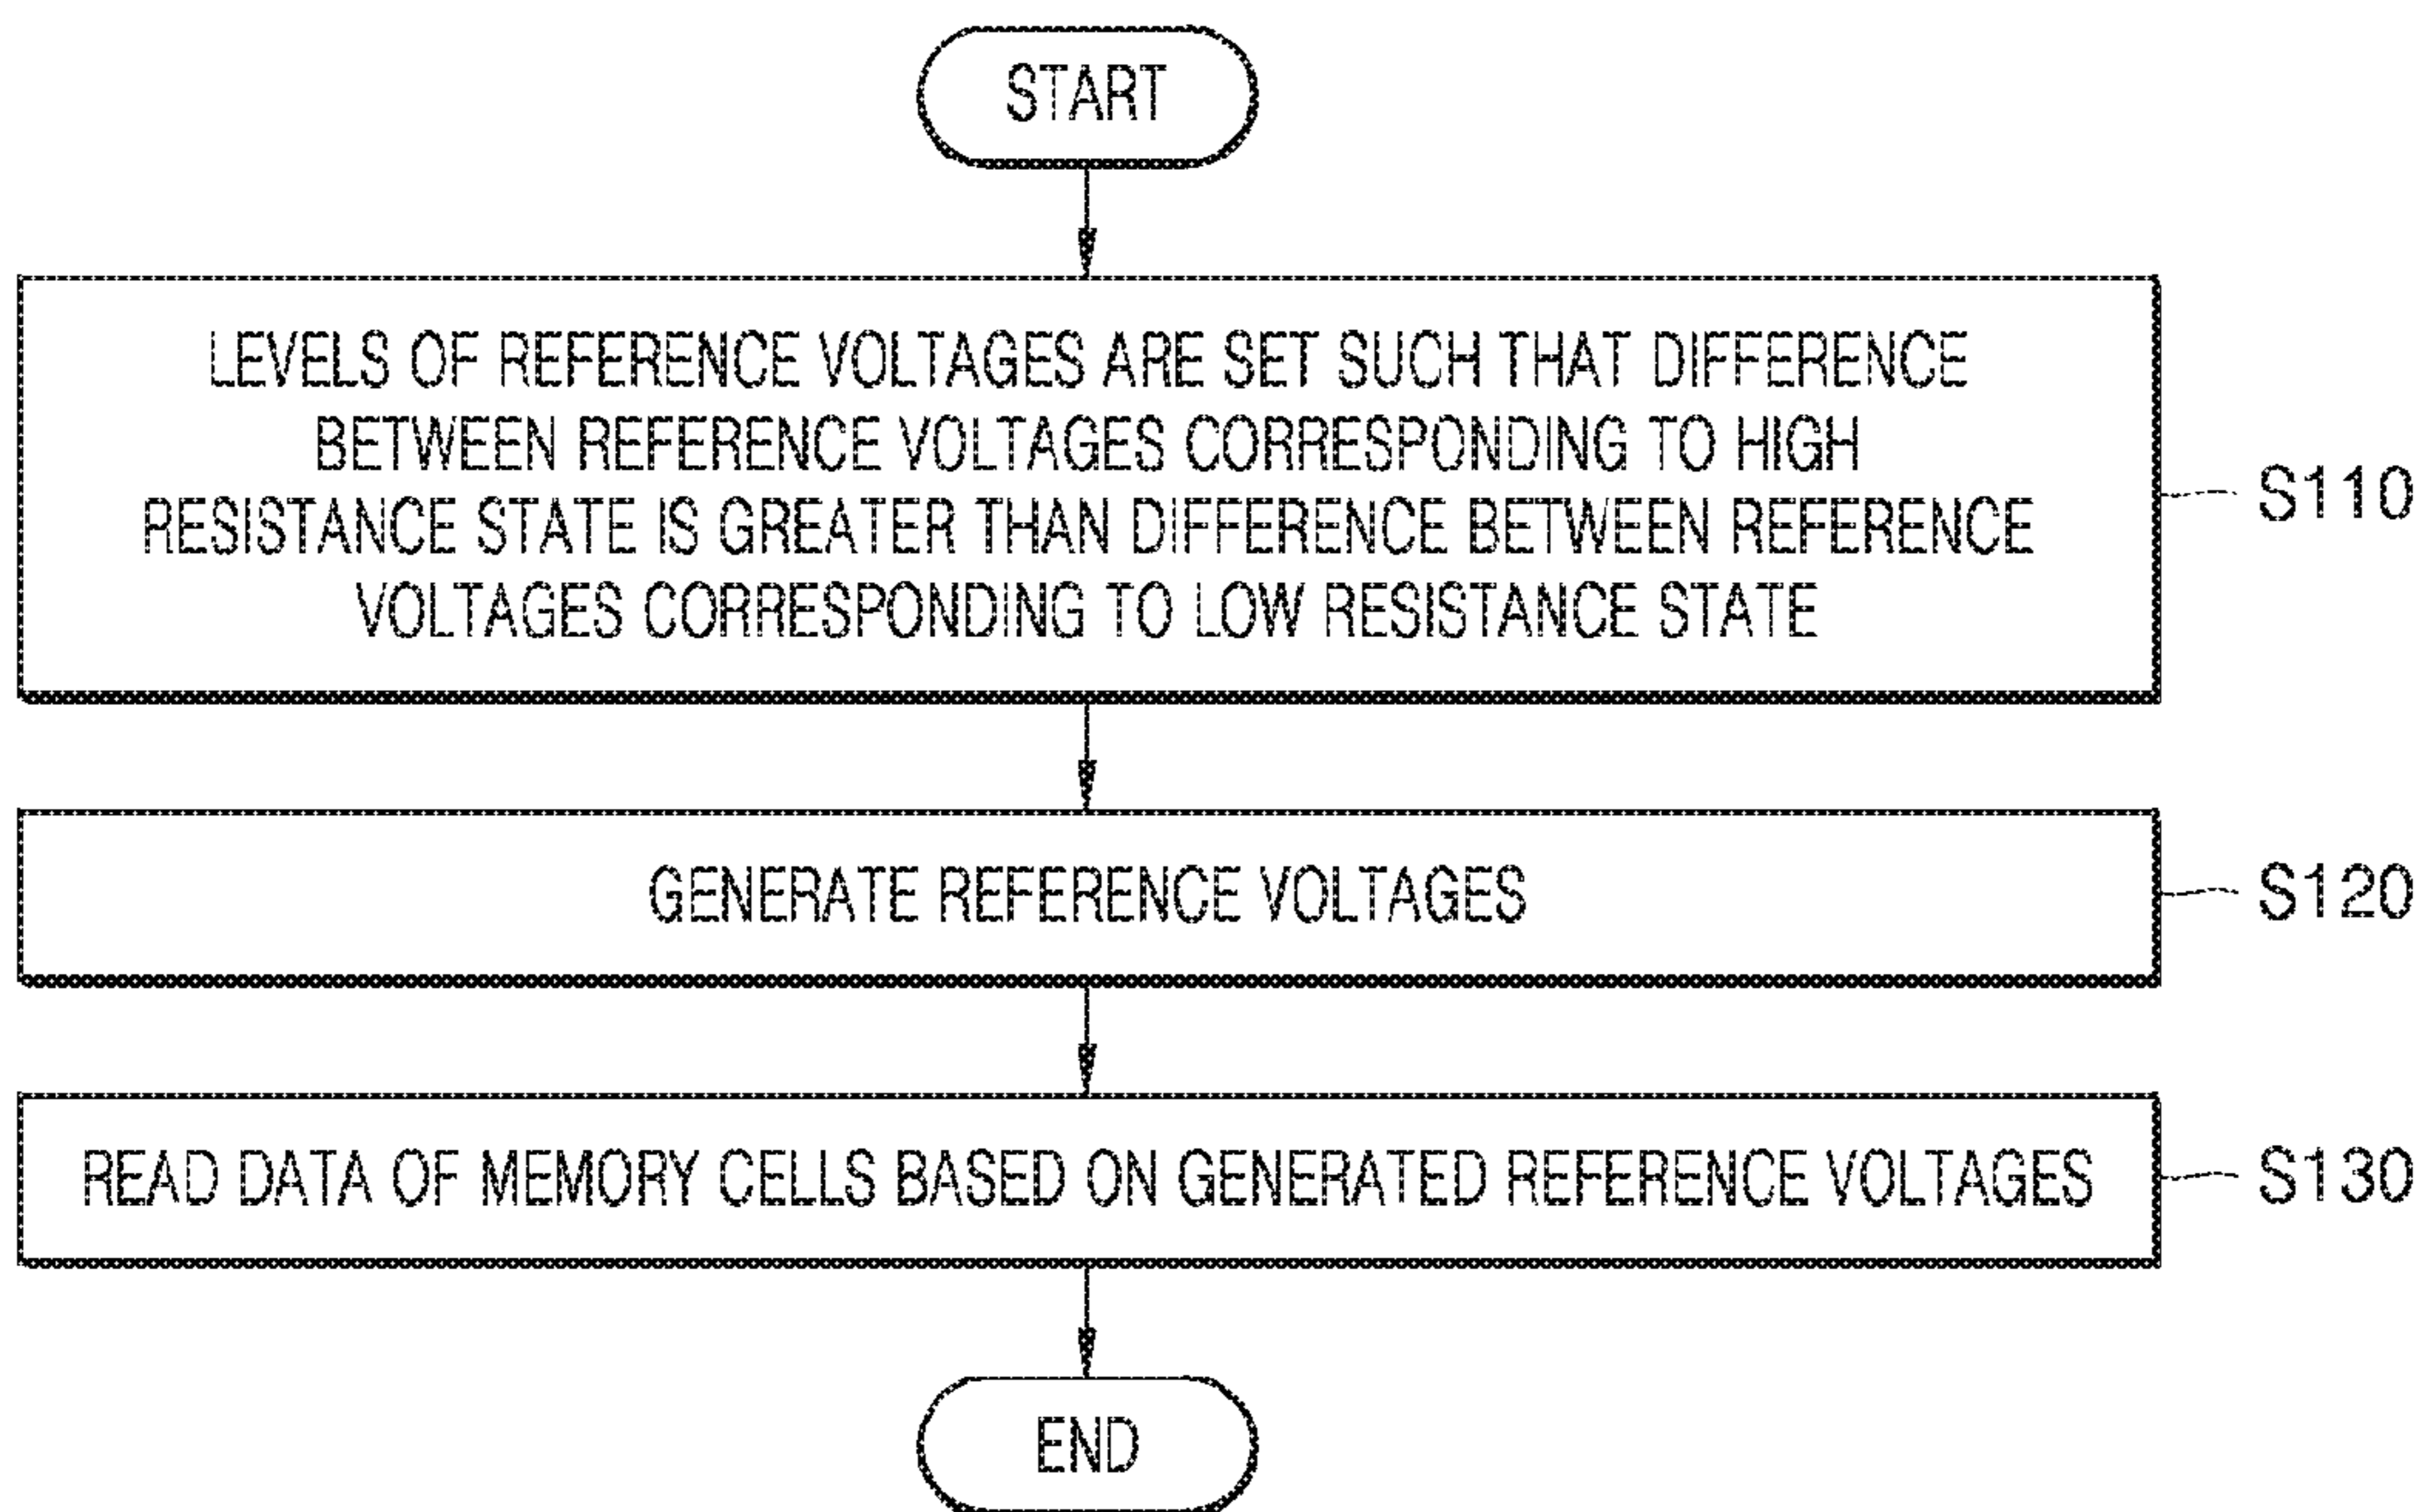 START
LEVELS OF REFERENCE VOLTAGES ARE SET SUCH THAT DIFFERENCE
BETWEEN REFERENCE VOLTAGES CORRESPONDING TO HIGH
RESISTANCE STATE IS GREATER THAN DIFFERENCE BETWEEN REFERENCE
VOLTAGES CORRESPONDING TO LOW RESISTANCE STATE
S110
GENERATE REFERENCE VOLTAGES
S120
READ DATA OF MEMORY CELLS BASED ON GENERATED REFERENCE VOLTAGES
S130
END